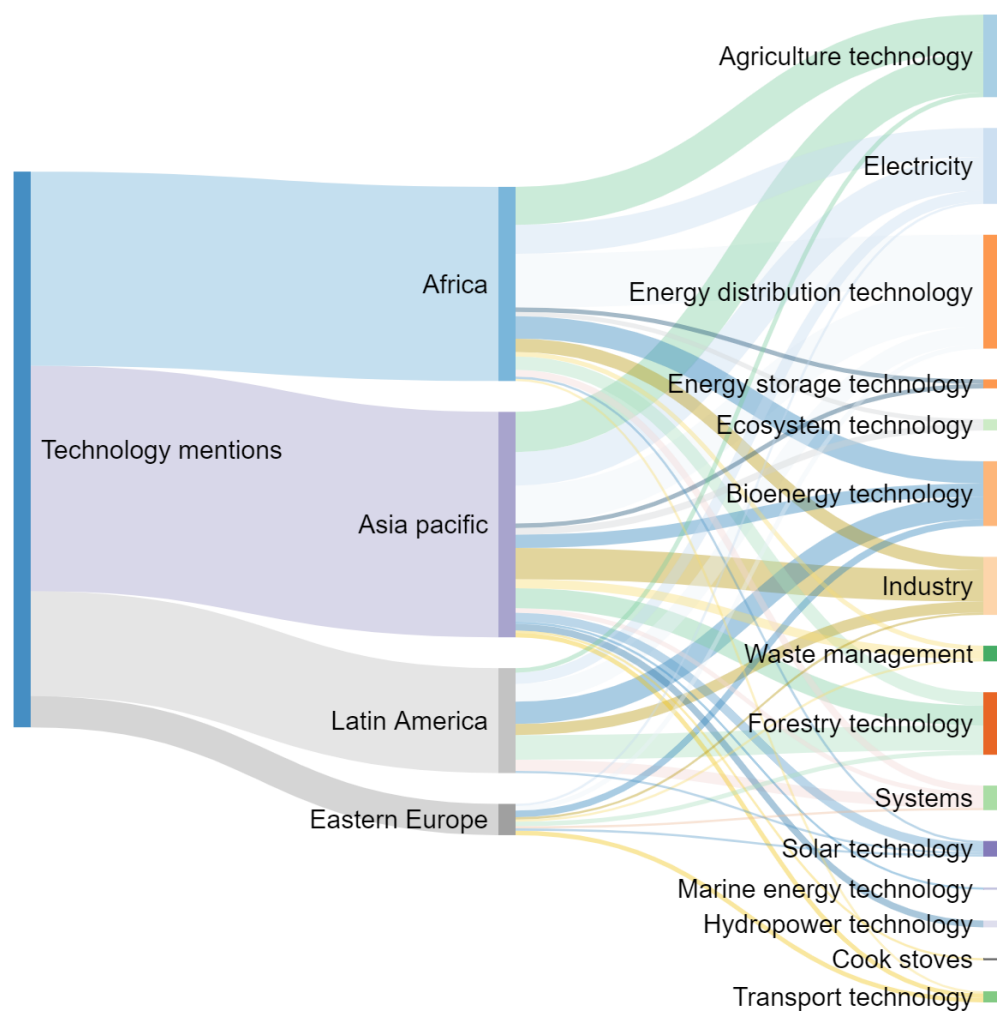 Technology mentions
Africa
Asia pacific
Latin America
Eastern Europe
Agriculture technology
Electricity
Energy distribution technology
Energy storage technology
Ecosystem technology
Bioenergy technology
Industry
Waste management
Forestry technology
Systems
Solar technology
Marine energy technology
Hydropower technology
Cook stoves
Transport technology